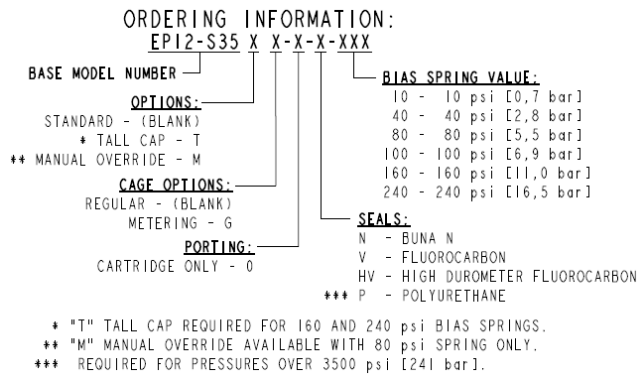 ORDERING INFORMATION:
EP12-S35 X X-X-X-XXX
BASE MODEL NUMBER
OPTIONS:
STANDARD - (BLANK)
* TALL CAP - T
** MANUAL OVERRIDE - M
CAGE OPTIONS:
REGULAR - (BLANK)
METERING - G
PORTING:
CARTRIDGE ONLY - 0
BIAS SPRING VALUE:
10 - 10 psi [0,7 bar]
40 - 40 psi [2,8 bar]
80 - 80 psi [5,5 bar]
100 - 100 psi [6,9 bar]
160 - 160 psi [11,0 bar]
240 - 240 psi [16,5 bar]
SEALS:
N - BUNA N
V - FLUOROCARBON
HV - HIGH DUROMETER FLUOROCARBON
*** P - POLYURETHANE
* "T" TALL CAP REQUIRED FOR 160 AND 240 psi BIAS SPRINGS.
** "M" MANUAL OVERRIDE AVAILABLE WITH 80 psi SPRING ONLY.
*** REQUIRED FOR PRESSURES OVER 3500 psi [241 bar].